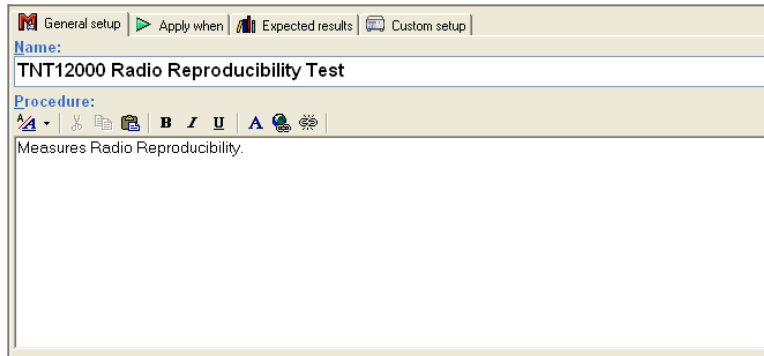 General setup Apply when Expected results Custom setup
Name:
TNT12000 Radio Reproducibility Test
Procedure:
B I U A
Measures Radio Reproducibility.